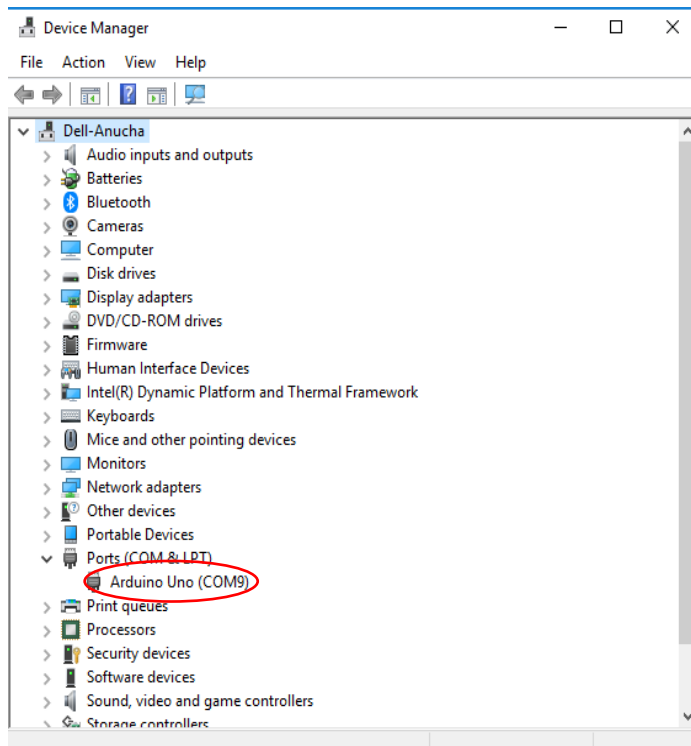 Device Manager
File Action View Help
Dell-Anucha
Audio inputs and outputs
Batteries
Bluetooth
Cameras
Computer
Disk drives
Display adapters
DVD/CD-ROM drives
Firmware
Human Interface Devices
Intel(R) Dynamic Platform and Thermal Framework
Keyboards
Mice and other pointing devices
Monitors
Network adapters
Other devices
Portable Devices
Ports (COM & LPT)
Arduino Uno (COM9)
Print queues
Processors
Security devices
Software devices
Sound, video and game controllers
Storage controllers